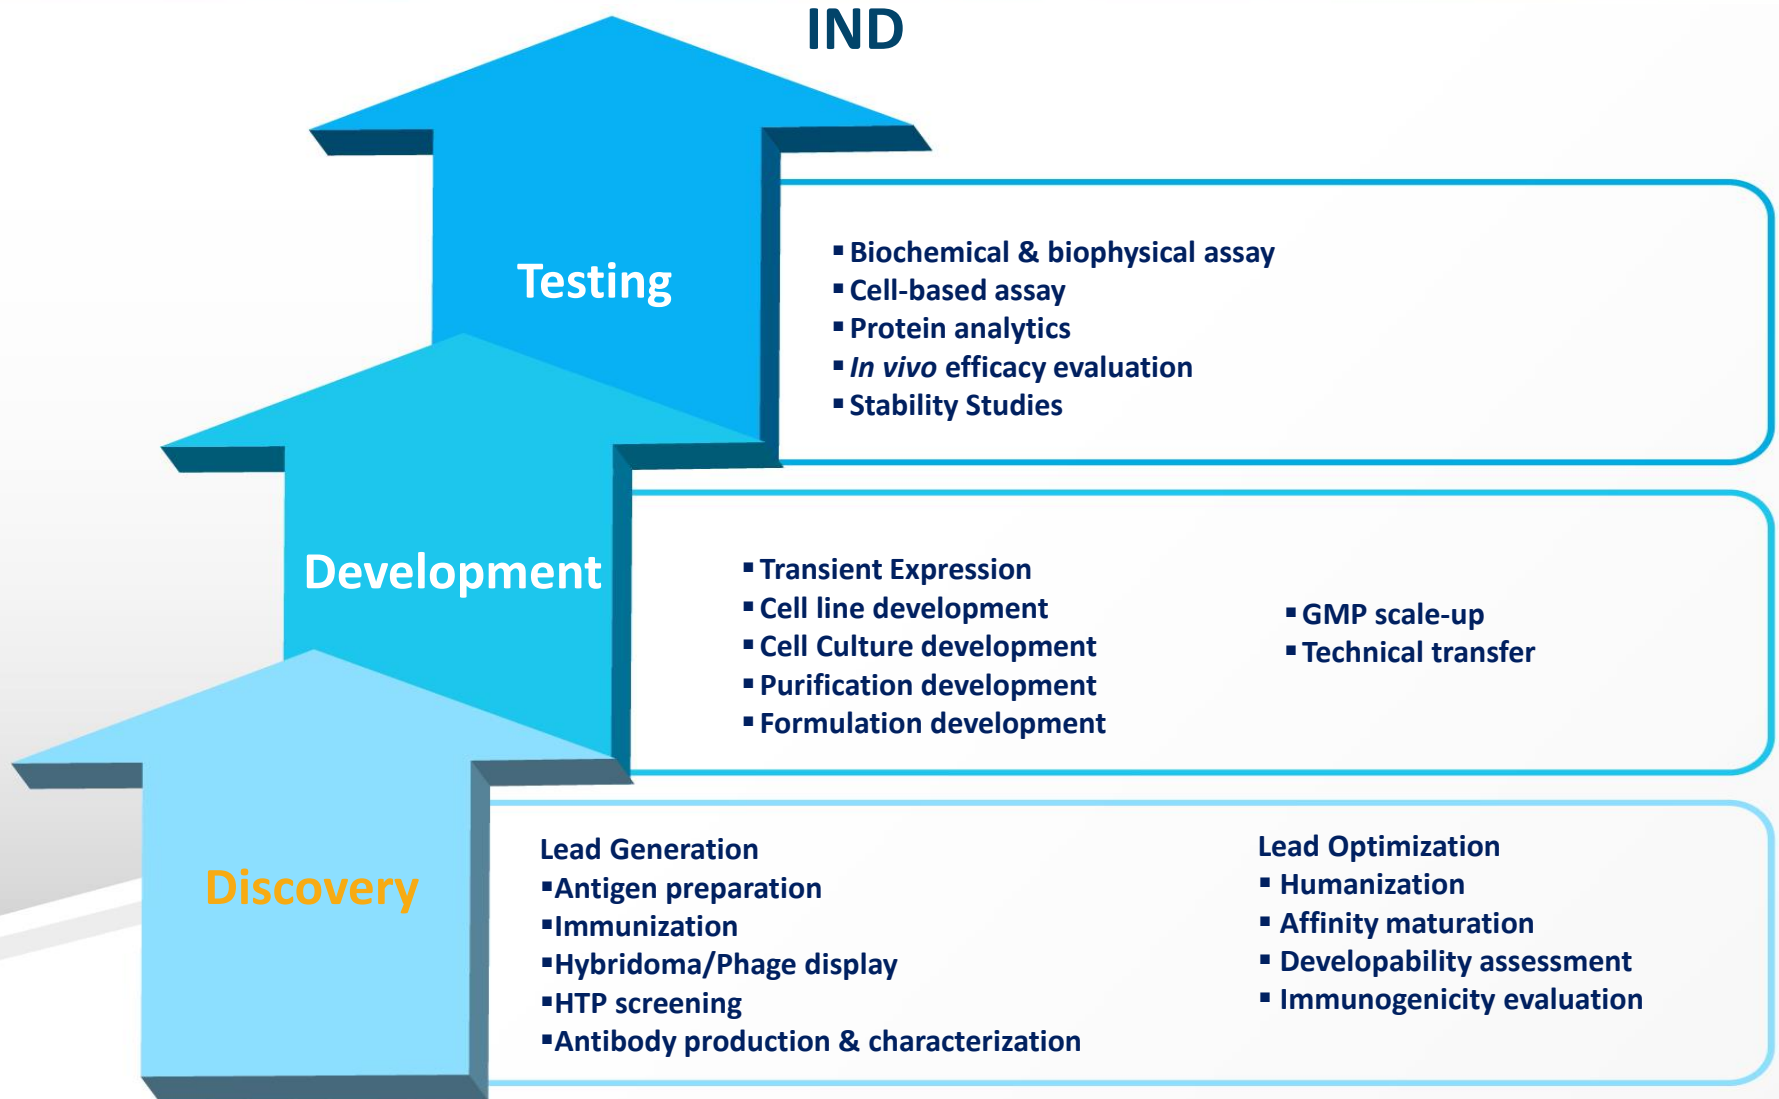 IND
Testing
▪ Biochemical & biophysical assay
▪ Cell-based assay
▪ Protein analytics
▪ In vivo efficacy evaluation
▪ Stability Studies
Development
▪ Transient Expression
▪ Cell line development
▪ Cell Culture development
▪ Purification development
▪ Formulation development
▪ GMP scale-up
▪ Technical transfer
Discovery
Lead Generation
▪Antigen preparation
▪Immunization
▪Hybridoma/Phage display
▪HTP screening
▪Antibody production & characterization
Lead Optimization
▪ Humanization
▪ Affinity maturation
▪ Developability assessment
▪ Immunogenicity evaluation